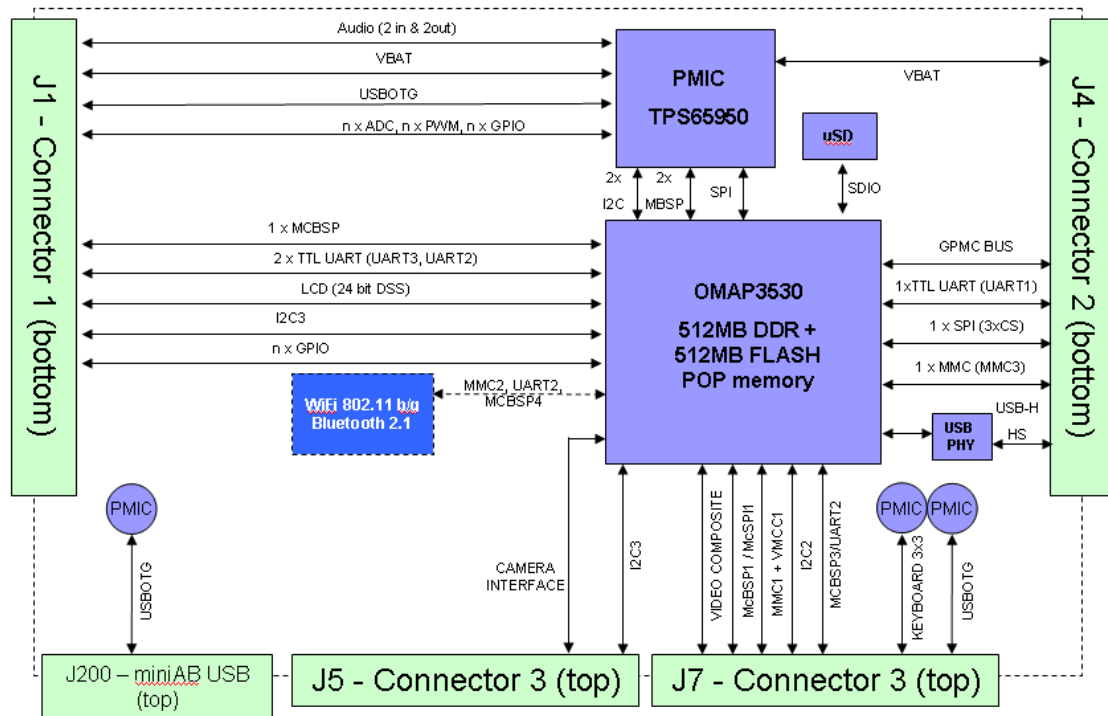 J1 - Connector 1 (bottom)
Audio (2 in & 2out)
VBAT
USBOTG
n x ADC, n x PWM, n x GPIO
PMIC
TPS65950
VBAT
J4 - Connector 2 (bottom)
uSD
SDIO
2x
I2C
2x
MBSP
SPI
1 x MCBSP
2 x TTL UART (UART3, UART2)
LCD (24 bit DSS)
I2C3
n x GPIO
OMAP3530
512MB DDR +
512MB FLASH
POP memory
GPMC BUS
1xTTL UART (UART1)
1 x SPI (3xCS)
1 x MMC (MMC3)
WiFi 802.11 b/g
Bluetooth 2.1
MMC2, UART2,
MCBSP4
USB
PHY
USB-H
HS
PMIC
USBOTG
CAMERA
INTERFACE
I2C3
VIDEO COMPOSITE
McBSP1 / McSPI1
MMC1 + VMCC1
I2C2
MCBSP3/UART2
PMIC
PMIC
KEYBOARD 3x3
USBOTG
J200 – miniAB USB
(top)
J5 - Connector 3 (top)
J7 - Connector 3 (top)